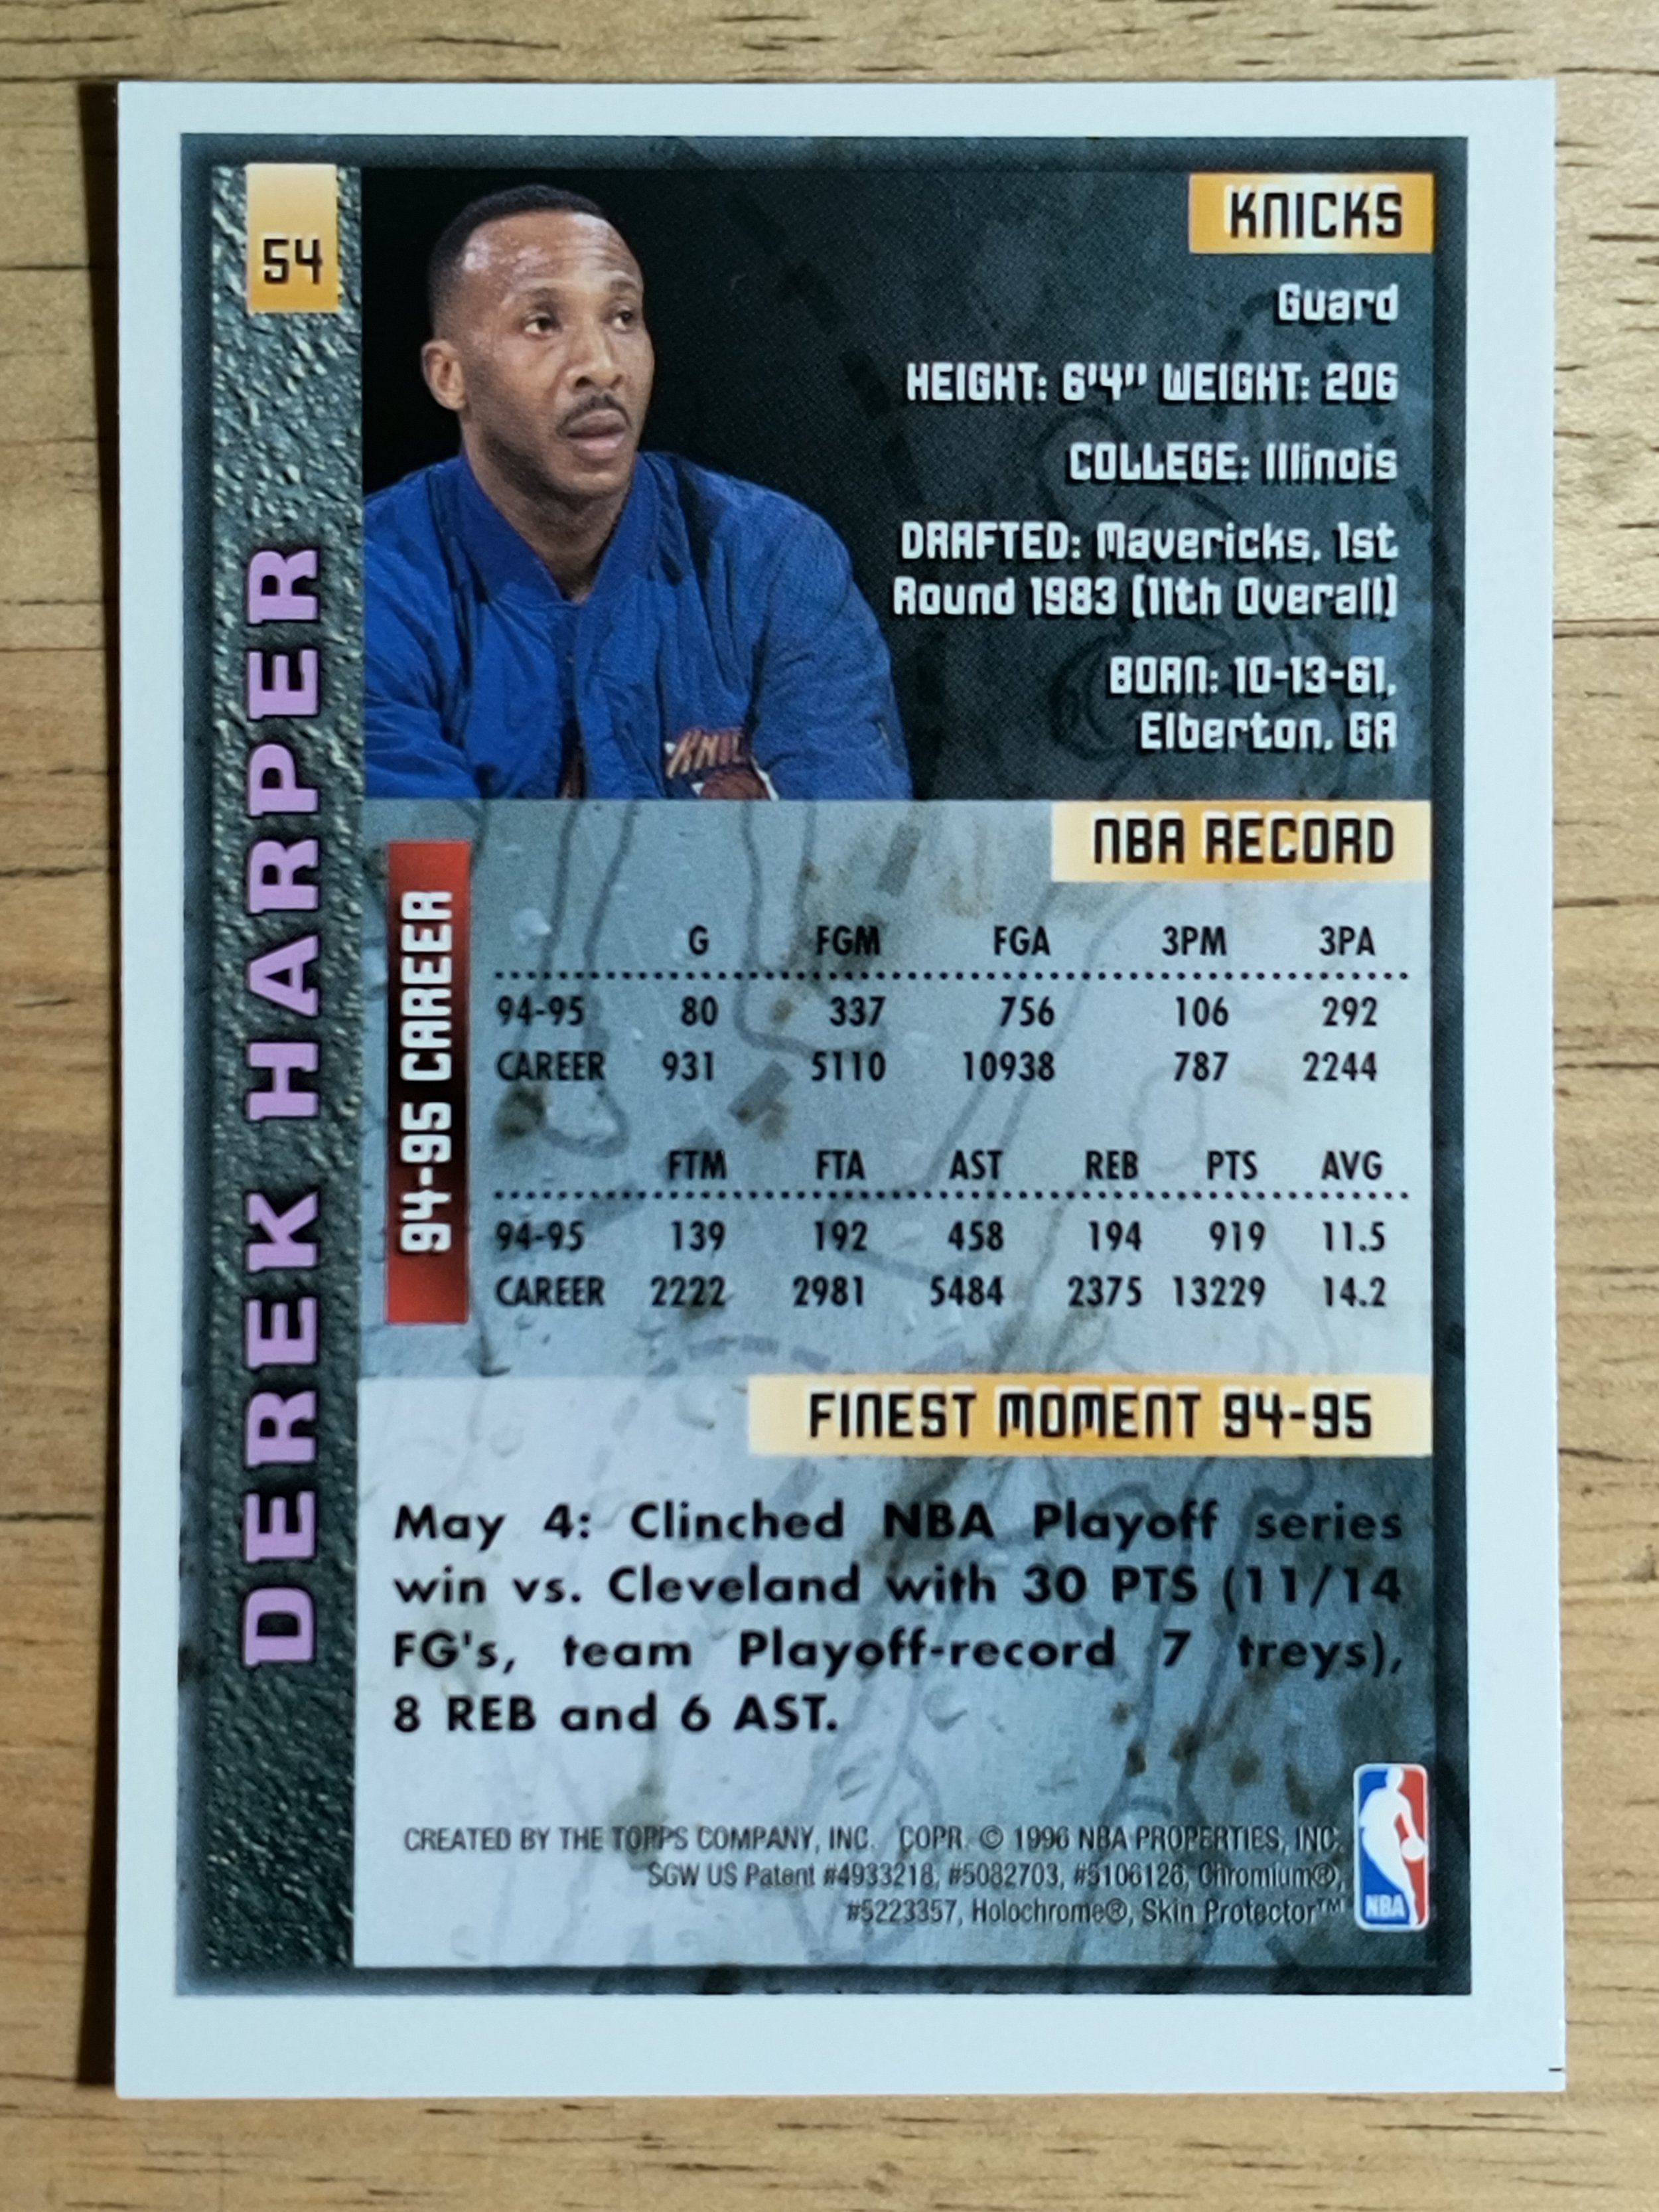 54
DEREK HARPER
KNICKS
Guard
HEIGHT: 6'4" WEIGHT: 206
COLLEGE: Illinois
DRAFTED: Mavericks, 1st
Round 1983 (11th Overall)
BORN: 10-13-61,
Elberton, GA
NBA RECORD
94-95 CAREER
G FGM FGA 3PM 3PA
94-95 80 337 756 106 292
CAREER 931 5110 10938 787 2244
FTM FTA AST REB PTS AVG
94-95 139 192 458 194 919 11.5
CAREER 2222 2981 5484 2375 13229 14.2
FINEST MOMENT 94-95
May 4: Clinched NBA Playoff series
win vs. Cleveland with 30 PTS (11/14
FG's, team Playoff-record 7 treys),
8 REB and 6 AST.
CREATED BY THE TOPPS COMPANY, INC. COPR. © 1996 NBA PROPERTIES, INC.
SGW US Patent #4933218, #5082703, #5106126, Chromium®,
#5223357, Holochrome®, Skin Protector™
NBA